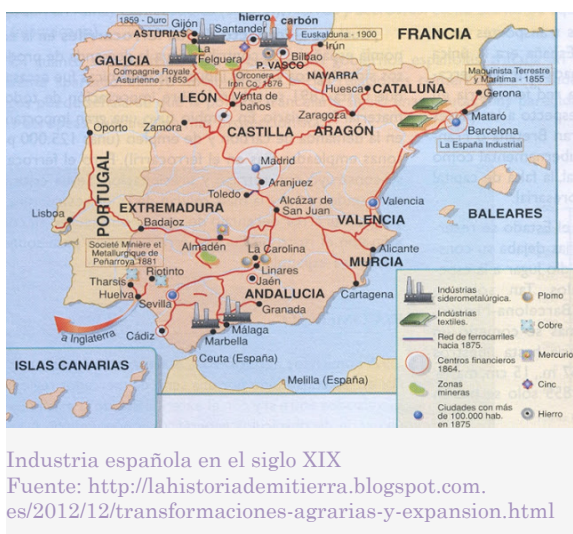 1859 - Duro
Gijón
ASTURIAS
La
Felguera
Santander
hierro
carbón
Euskalduna - 1900
Irún
Bilbao
P. VASCO
FRANCIA
GALICIA
Compagnie Royale
Asturienne - 1853
Orconera
Iron Co. 1876
NAVARRA
Huesca
CATALUÑA
Maquinista Terrestre
y Marítima - 1855
Gerona
LEÓN
Venta de
baños
Zaragoza
Mataró
Barcelona
La España Industrial
Oporto
Zamora
CASTILLA
ARAGÓN
Madrid
Aranjuez
Toledo
PORTUGAL
Lisboa
EXTREMADURA
Badajoz
Alcázar de
San Juan
Valencia
VALENCIA
BALEARES
Société Minière et
Metallurgique de
Peñarroya 1881
Almadén
La Carolina
Alicante
MURCIA
Riotinto
Tharsis
Huelva
Sevilla
Linares
Jaén
ANDALUCIA
Granada
Cartagena
a Inglaterra
Cádiz
Málaga
Marbella
Ceuta (España)
Melilla (España)
ISLAS CANARIAS
Indústrias
siderometalúrgica.
Indústrias
textiles.
Red de ferrocarriles
hacia 1875.
Centros financieros
1864.
Zonas
mineras
Ciudades con más
de 100.000 hab.
en 1875
Plomo
Cobre
Mercurio
Cinc
Hierro
Industria española en el siglo XIX
Fuente: http://lahistoriademitierra.blogspot.com.
es/2012/12/transformaciones-agrarias-y-expansion.html